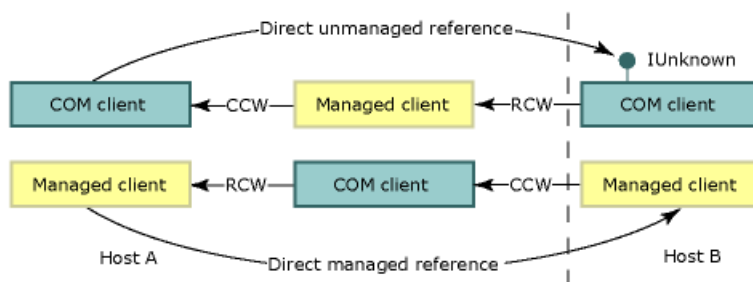 Direct unmanaged reference
IUnknown
COM client
CCW
Managed client
RCW
COM client
Managed client
RCW
COM client
CCW
Managed client
Host A
Direct managed reference
Host B